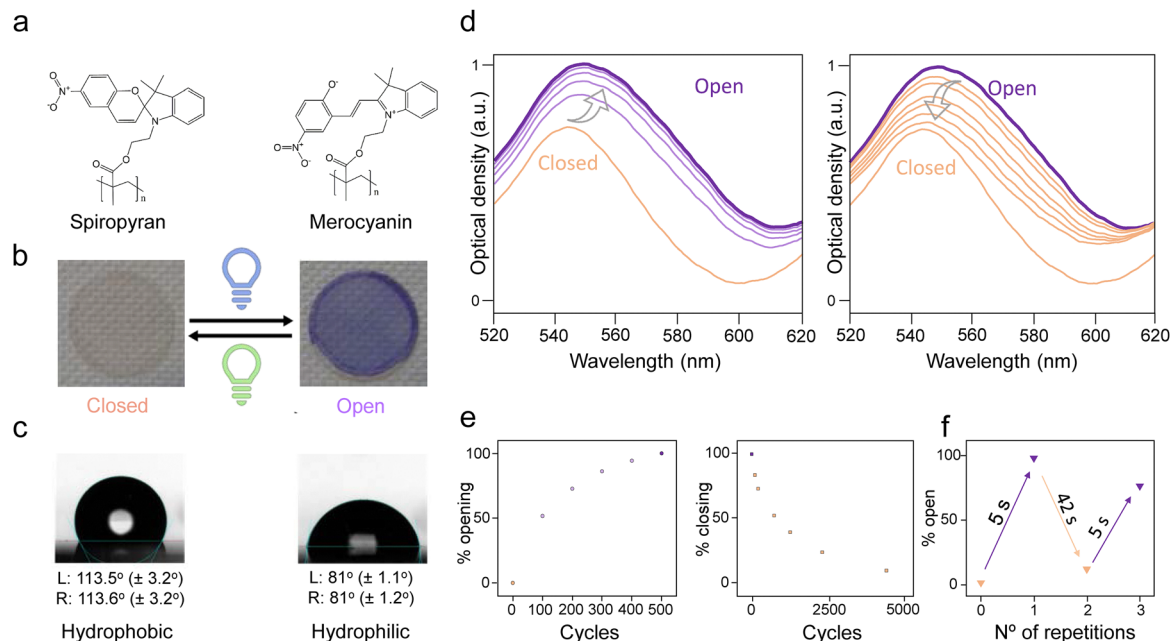 a
O
N+
O-
O
N
O
O
n
Spiropyran
O-
N+
O
N+
O-
O
O
n
Merocyanin
b
Closed
Open
c
L: 113.5º (± 3.2º)
R: 113.6º (± 3.2º)
Hydrophobic
L: 81º (± 1.1º)
R: 81º (± 1.2º)
Hydrophilic
d
Optical density (a.u.)
1
0
Open
Closed
520 540 560 580 600 620
Wavelength (nm)
Optical density (a.u.)
1
0
Open
Closed
520 540 560 580 600 620
Wavelength (nm)
e
% opening
100
50
0
0 100 200 300 400 500
Cycles
% closing
100
50
0
0 2500 5000
Cycles
f
% open
100
50
0
5 s
42 s
5 s
0 1 2 3
Nº of repetitions